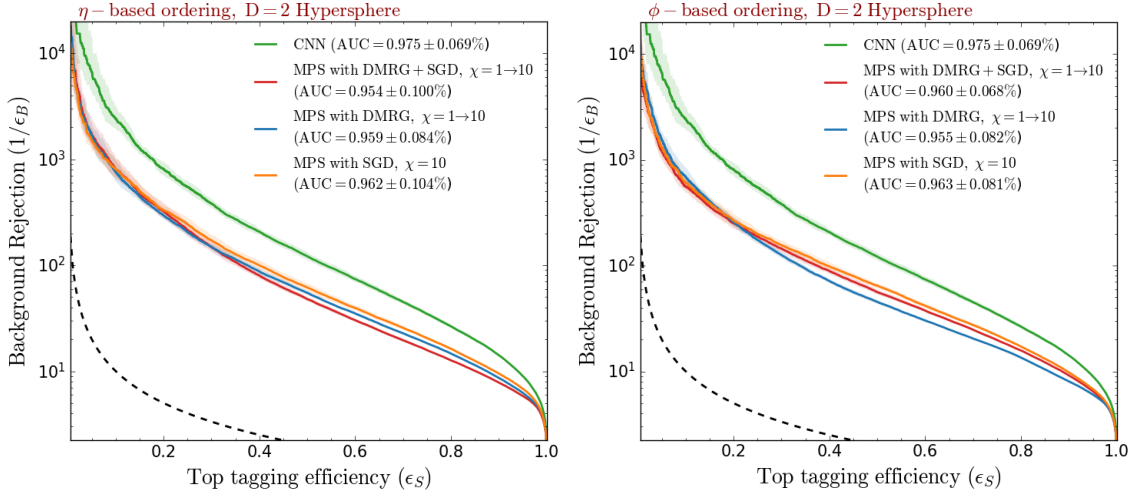 η − based ordering, D = 2 Hypersphere
CNN (AUC = 0.975 ± 0.069%)
MPS with DMRG + SGD, χ = 1→10
(AUC = 0.954 ± 0.100%)
MPS with DMRG, χ = 1→10
(AUC = 0.959 ± 0.084%)
MPS with SGD, χ = 10
(AUC = 0.962 ± 0.104%)
Background Rejection (1/ϵ_B)
10^4
10^3
10^2
10^1
0.2 0.4 0.6 0.8 1.0
Top tagging efficiency (ϵ_S)
ϕ − based ordering, D = 2 Hypersphere
CNN (AUC = 0.975 ± 0.069%)
MPS with DMRG + SGD, χ = 1→10
(AUC = 0.960 ± 0.068%)
MPS with DMRG, χ = 1→10
(AUC = 0.955 ± 0.082%)
MPS with SGD, χ = 10
(AUC = 0.963 ± 0.081%)
Background Rejection (1/ϵ_B)
10^4
10^3
10^2
10^1
0.2 0.4 0.6 0.8 1.0
Top tagging efficiency (ϵ_S)